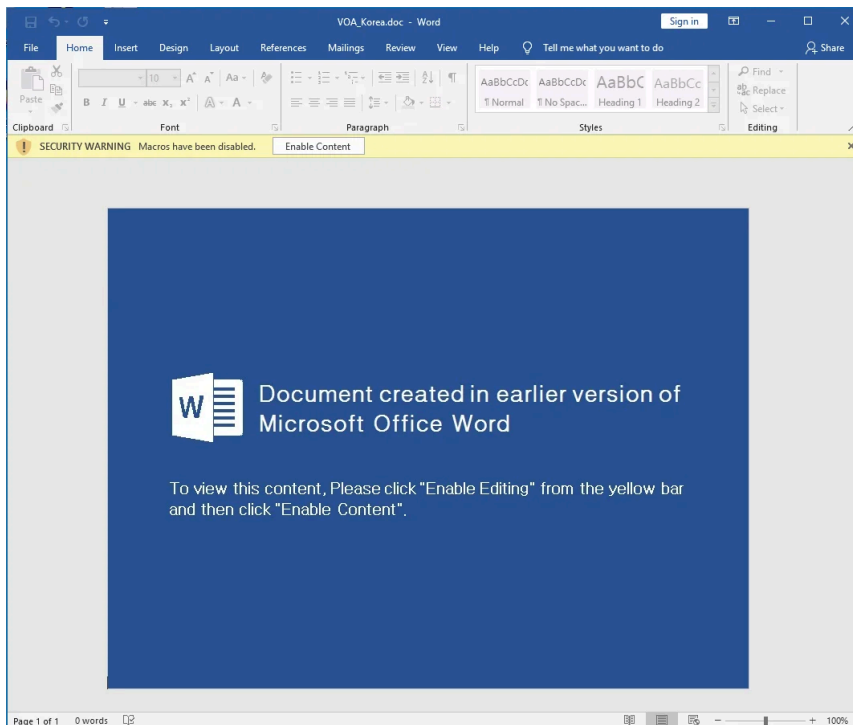 VOA_Korea.doc - Word
Sign in
File Home Insert Design Layout References Mailings Review View Help Tell me what you want to do Share
Paste
10 A A Aa
B I U abc X₂ X² A A
AaBbCcDc AaBbCcDc AaBbC AaBbCc
¶ Normal ¶ No Spac... Heading 1 Heading 2
Find
Replace
Select
Clipboard Font Paragraph Styles Editing
SECURITY WARNING Macros have been disabled. Enable Content
W
Document created in earlier version of
Microsoft Office Word
To view this content, Please click "Enable Editing" from the yellow bar
and then click "Enable Content".
Page 1 of 1 0 words 100%